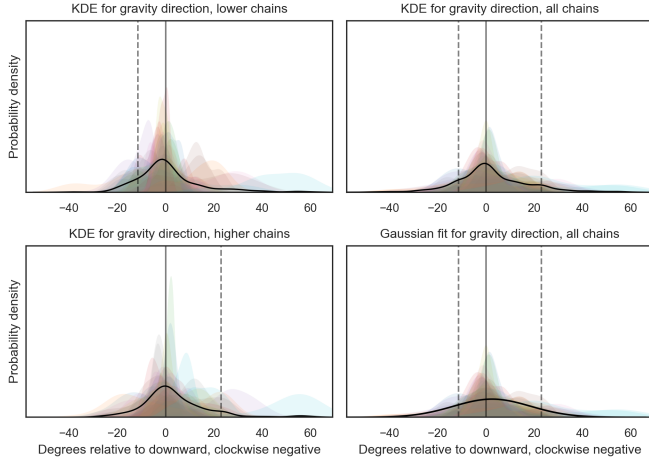 KDE for gravity direction, lower chains
Probability density
−40 −20 0 20 40 60
KDE for gravity direction, all chains
−40 −20 0 20 40 60
KDE for gravity direction, higher chains
Probability density
−40 −20 0 20 40 60
Degrees relative to downward, clockwise negative
Gaussian fit for gravity direction, all chains
−40 −20 0 20 40 60
Degrees relative to downward, clockwise negative